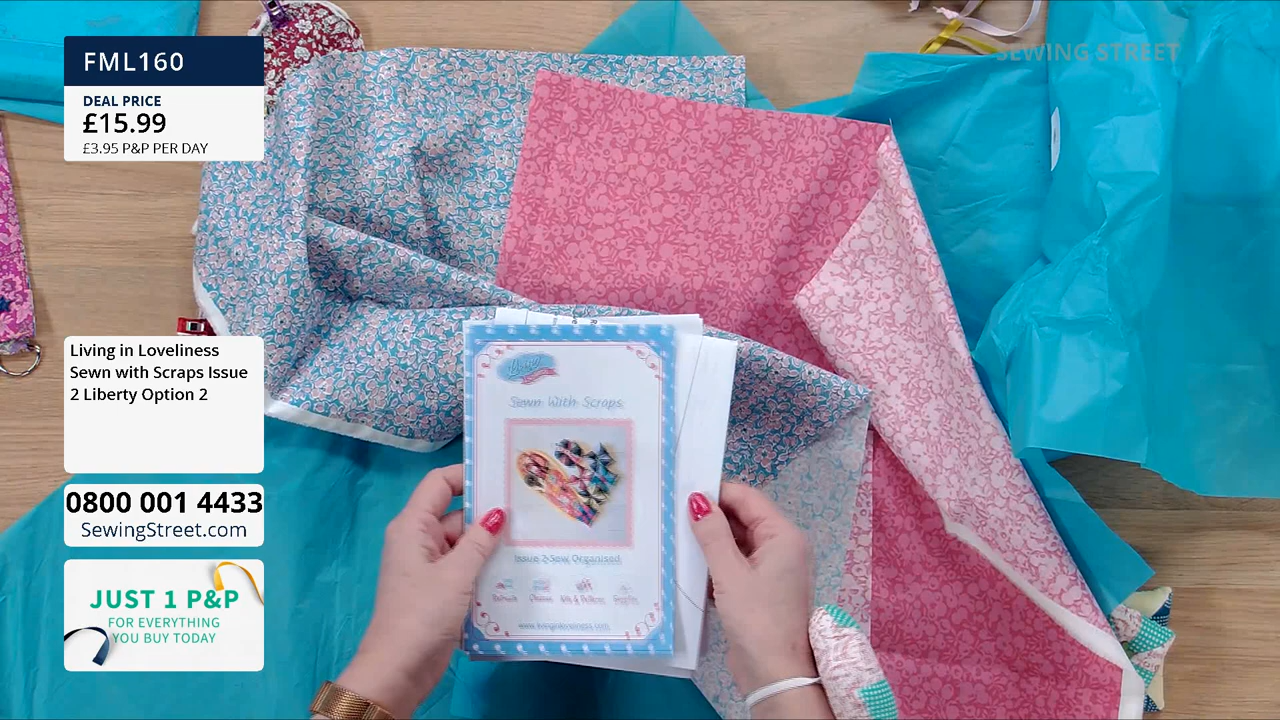 FML160
DEAL PRICE
£15.99
£3.95 P&P PER DAY
SEWING STREET
Living in Loveliness
Sewn with Scraps Issue
2 Liberty Option 2
0800 001 4433
SewingStreet.com
JUST 1 P&P
FOR EVERYTHING
YOU BUY TODAY
Sewn With Scraps
Issue 2-Sew Organised